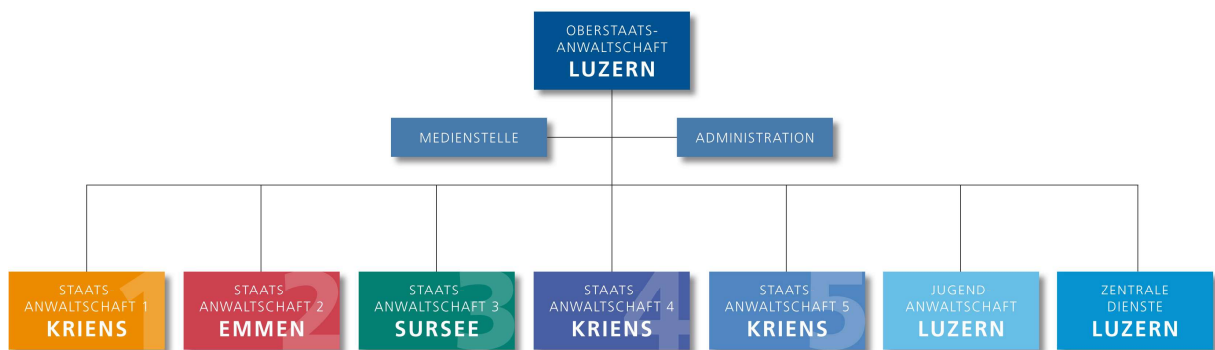 OBERSTAATS-
ANWALTSCHAFT
LUZERN
MEDIENSTELLE
ADMINISTRATION
STAATS
ANWALTSCHAFT 1
KRIENS
1
STAATS
ANWALTSCHAFT 2
EMMEN
2
STAATS
ANWALTSCHAFT 3
SURSEE
3
STAATS
ANWALTSCHAFT 4
KRIENS
4
STAATS
ANWALTSCHAFT 5
KRIENS
5
JUGEND
ANWALTSCHAFT
LUZERN
ZENTRALE
DIENSTE
LUZERN